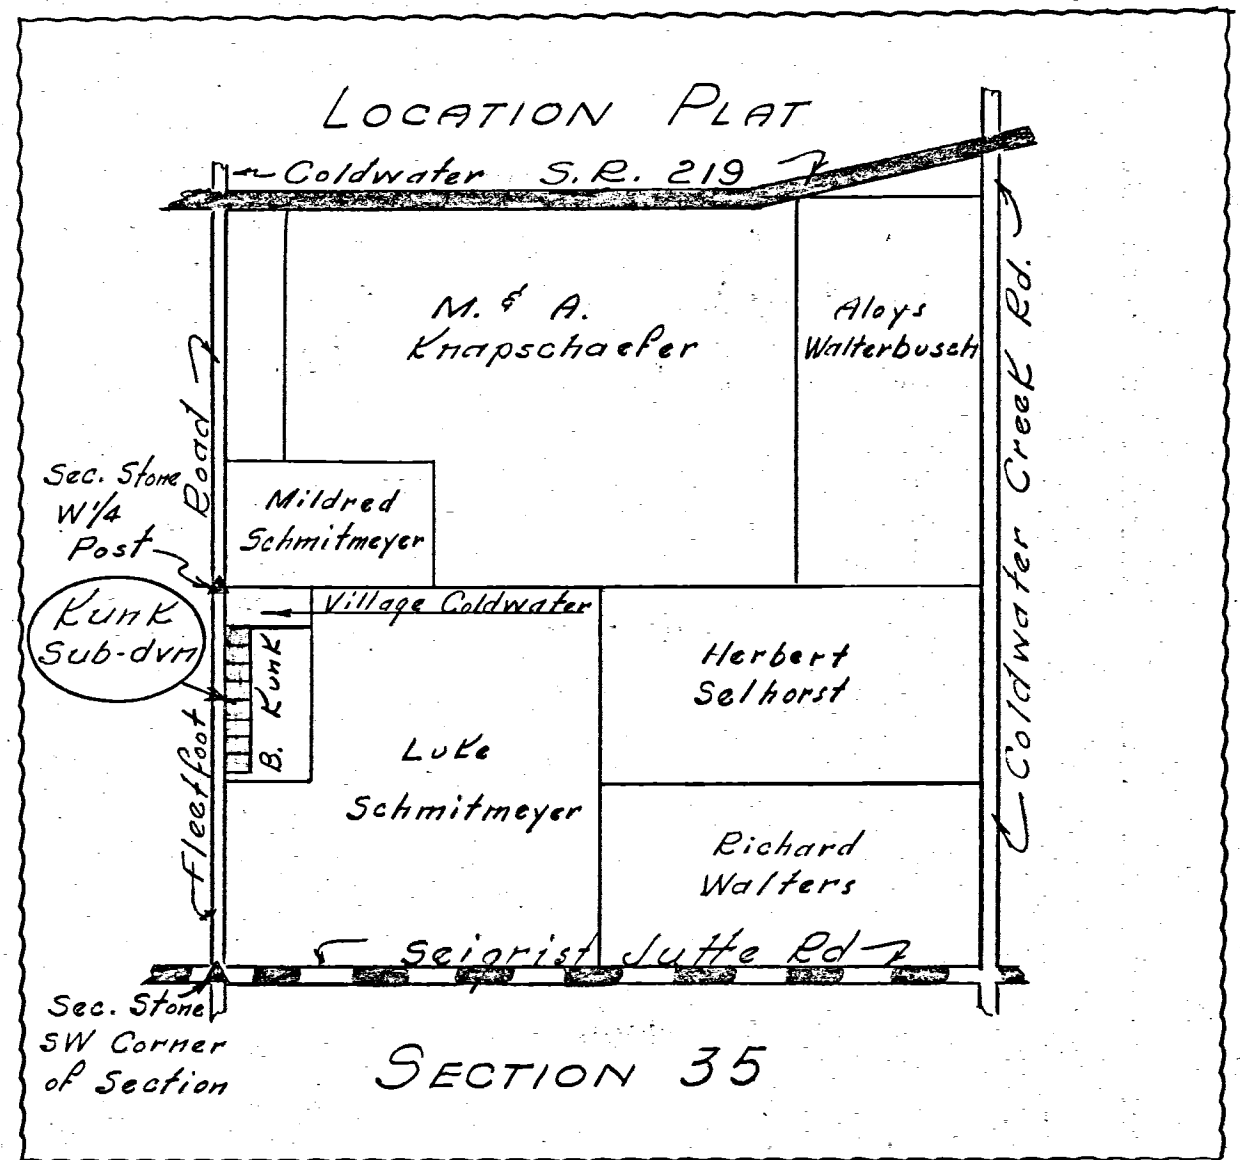 LOCATION PLAT
Coldwater S.R. 219
M. & A.
Knapschaefer
Aloys
Walterbusch
Coldwater Creek Rd.
Fleetfoot Road
Sec. Stone
W 1/4
Post
Mildred
Schmitmeyer
Kunk
Sub-dvn
Village Coldwater
B. Kunk
Herbert
Selhorst
Luke
Schmitmeyer
Richard
Walters
Seigrist Jutte Rd
Sec. Stone
SW Corner
of Section
SECTION 35